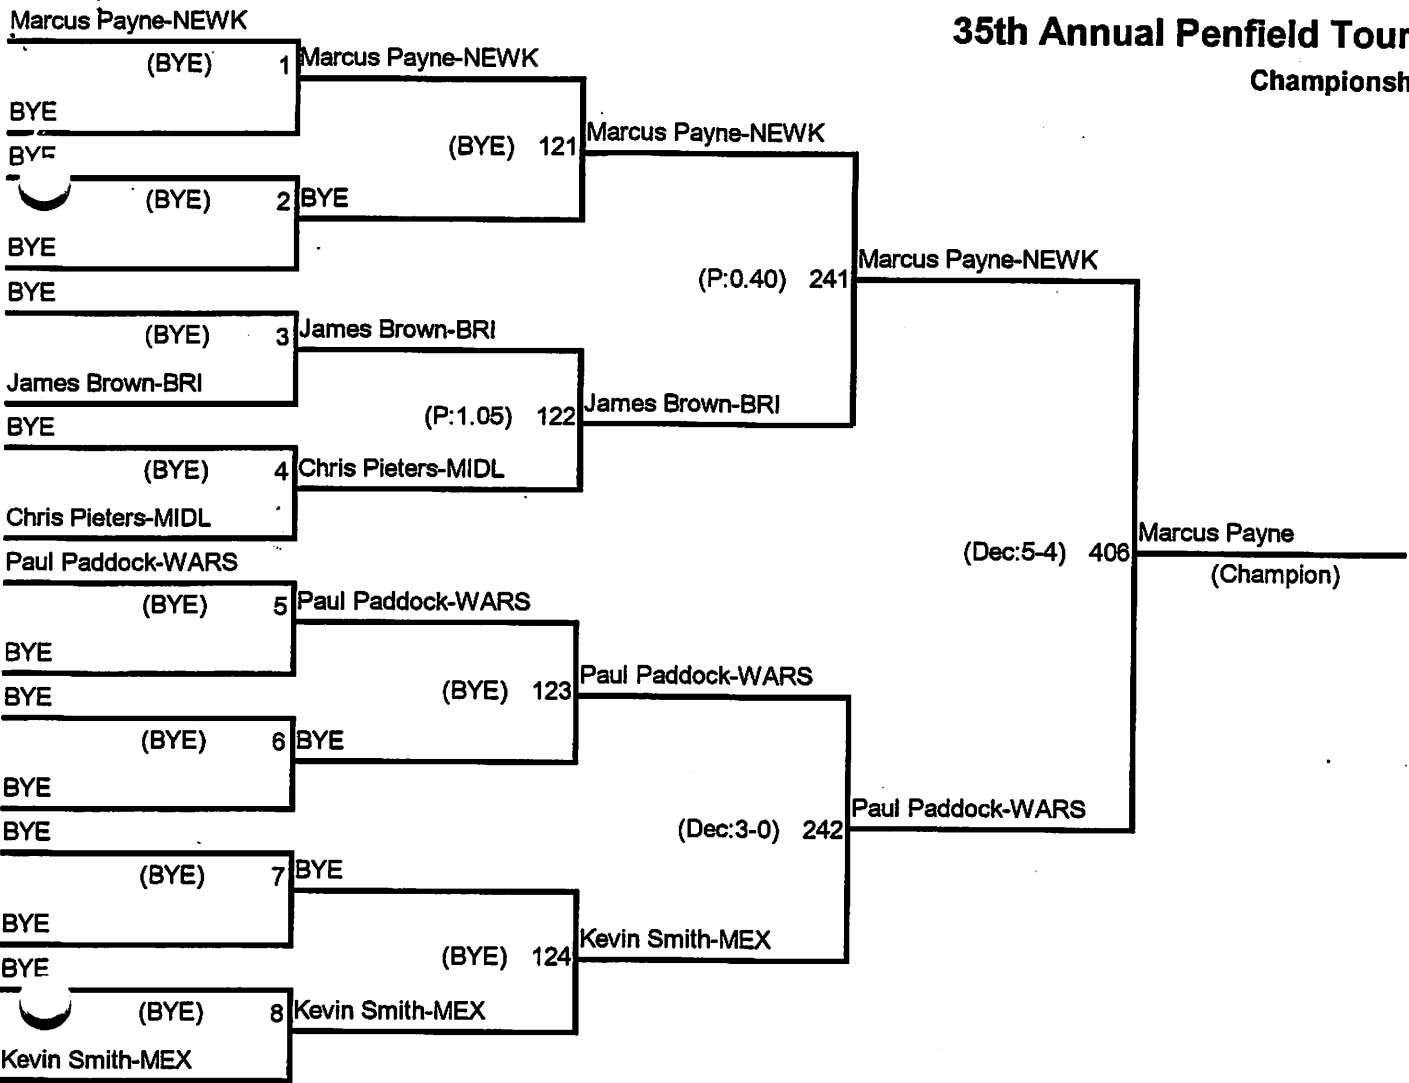 35th Annual Penfield Tour
Championsh
Marcus Payne-NEWK
(BYE) 1
BYE
BYE
(BYE) 2
BYE
BYE
(BYE) 3
James Brown-BRI
BYE
(BYE) 4
Chris Pieters-MIDL
Paul Paddock-WARS
(BYE) 5
BYE
BYE
(BYE) 6
BYE
BYE
(BYE) 7
BYE
BYE
(BYE) 8
Kevin Smith-MEX
Marcus Payne-NEWK
(BYE) 121
BYE
James Brown-BRI
(P:1.05) 122
Chris Pieters-MIDL
Paul Paddock-WARS
(BYE) 123
BYE
BYE
(BYE) 124
Kevin Smith-MEX
Marcus Payne-NEWK
(P:0.40) 241
James Brown-BRI
Paul Paddock-WARS
(Dec:3-0) 242
Kevin Smith-MEX
Marcus Payne-NEWK
(Dec:5-4) 406
Paul Paddock-WARS
Marcus Payne
(Champion)